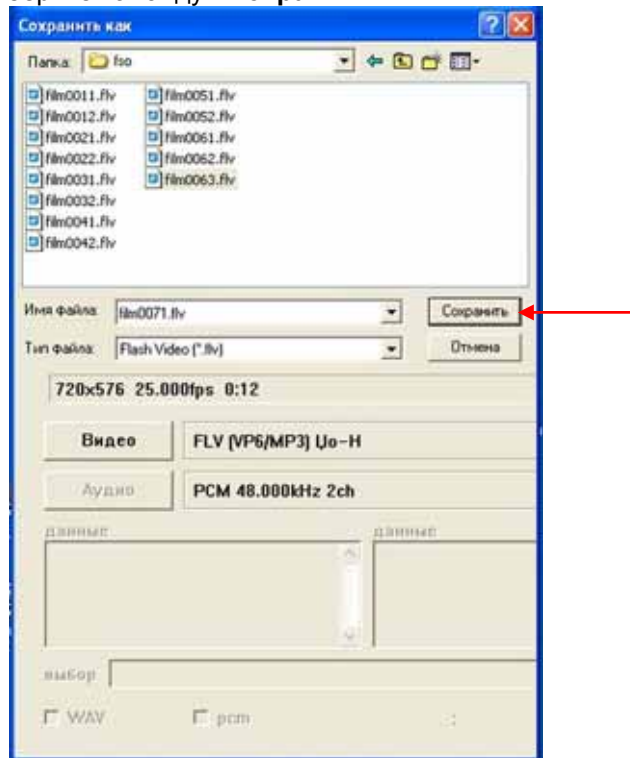 Сохранить как
Папка: fso
film0011.flv film0051.flv
film0012.flv film0052.flv
film0021.flv film0061.flv
film0022.flv film0062.flv
film0031.flv film0063.flv
film0032.flv
film0041.flv
film0042.flv
Имя файла: film0071.flv Сохранить
Тип файла: Flash Video (*.flv) Отмена
720x576 25.000fps 0:12
Видео FLV (VP6/MP3) Џо-Н
Аудио PCM 48.000kHz 2ch
данные данные
выбор
WAV pcm :